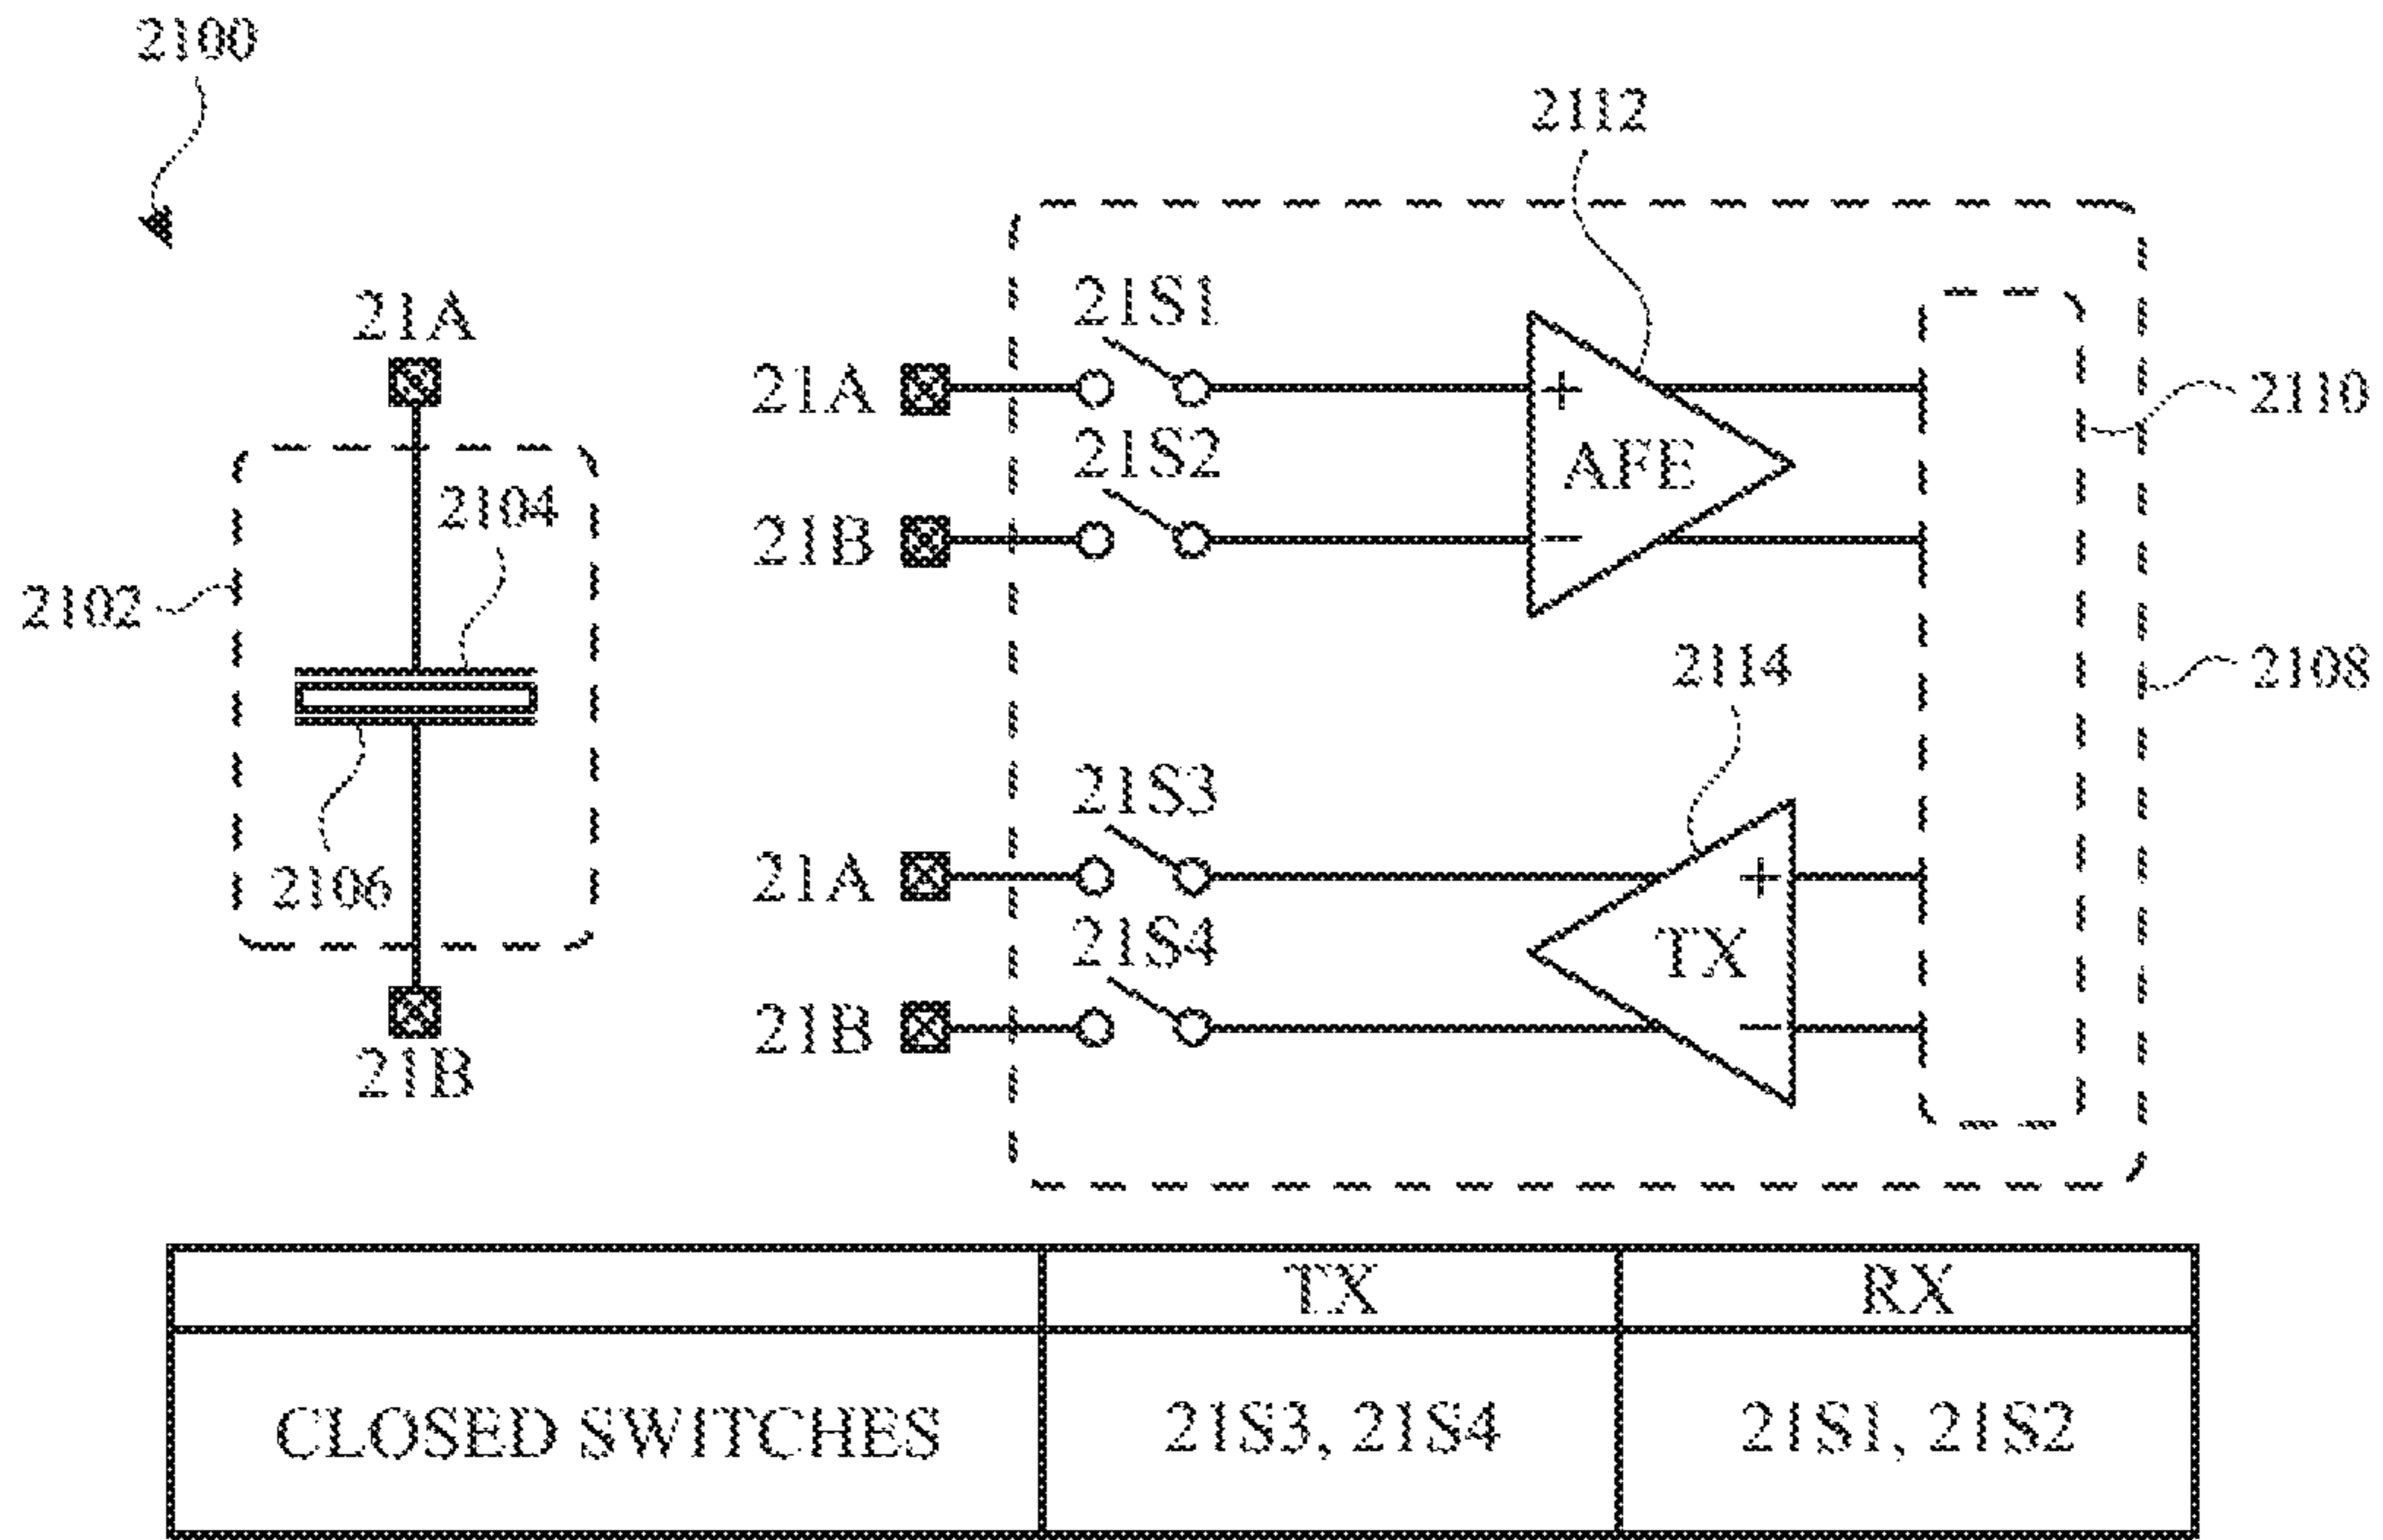 2100
2112
21A
21S1
21A
+
2110
21S2
AFE
2104
21B
−
2102
2114
2108
21S3
2106
21A
+
21S4
TX
21B
−
21B
TX RX
CLOSED SWITCHES 21S3, 21S4 21S1, 21S2